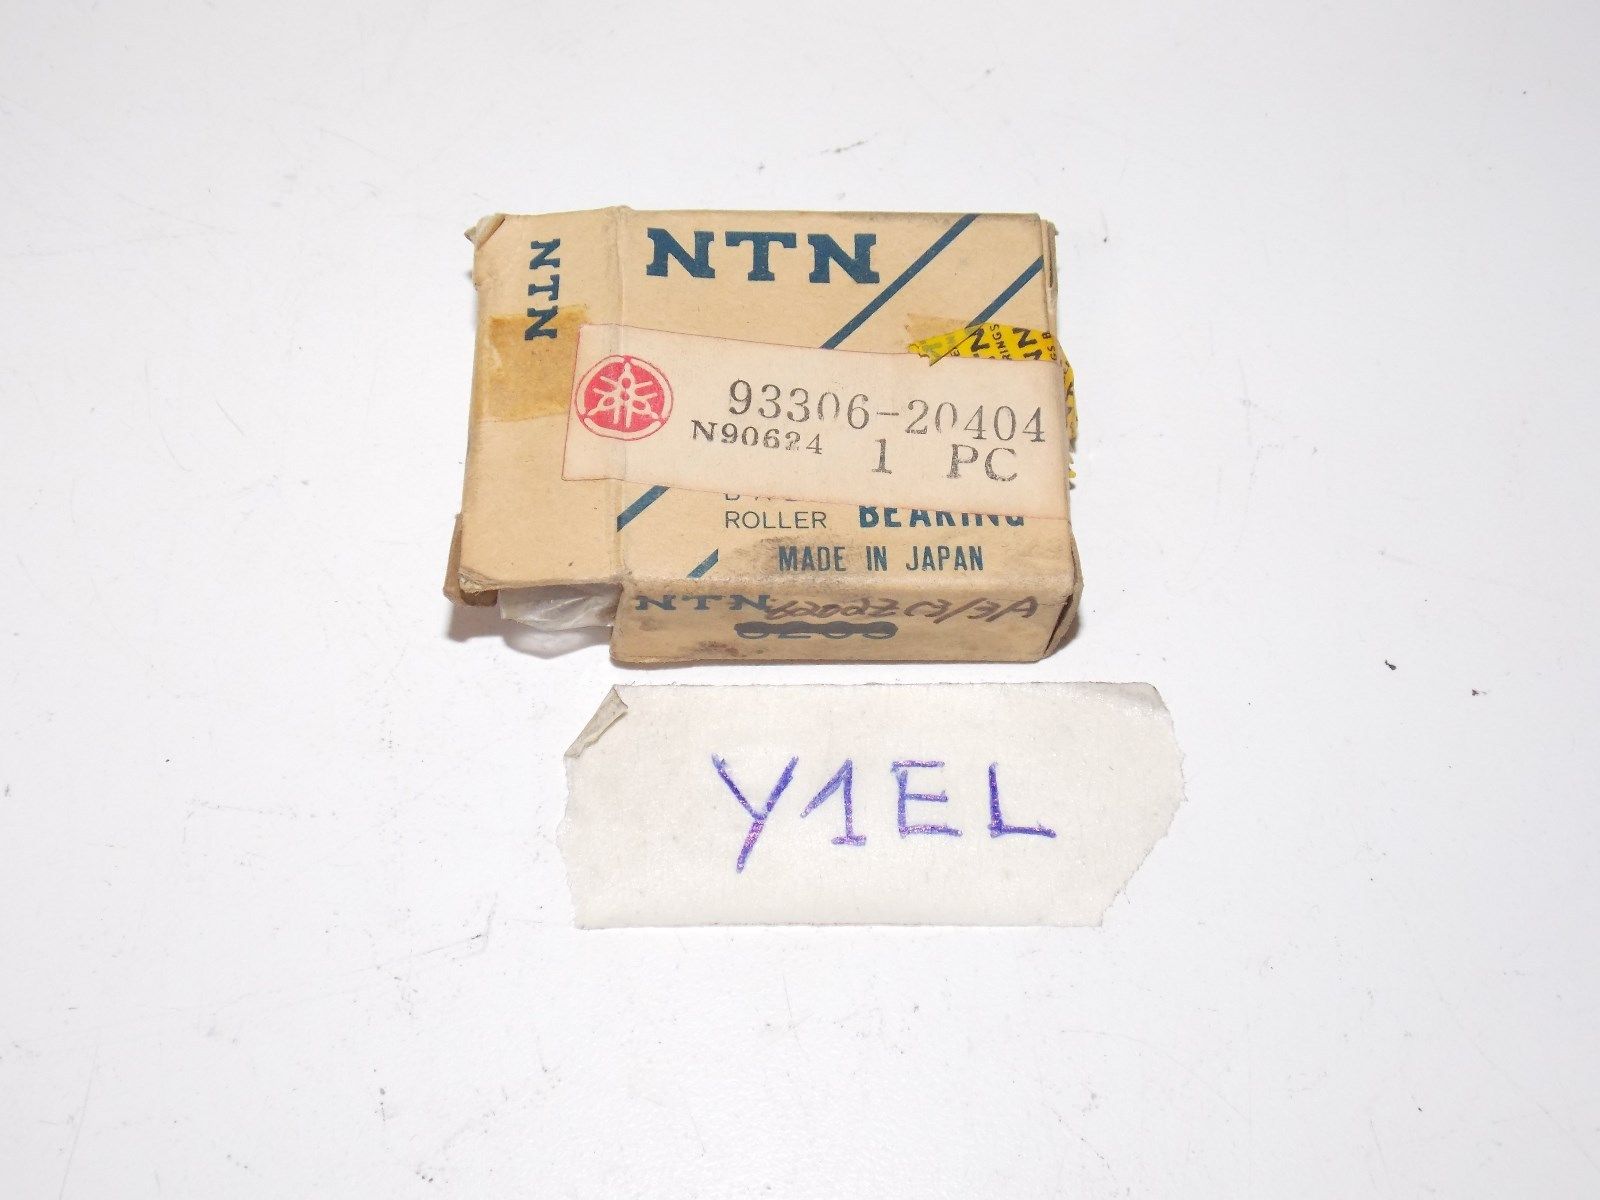 NTN
NTN
93306-20404
N90624
1 PC
ROLLER BEARING
MADE IN JAPAN
NTN
Y1EL